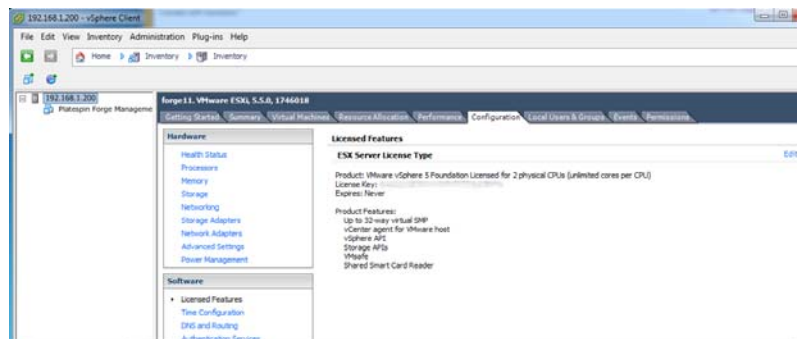 192.168.1.200 - vSphere Client
File Edit View Inventory Administration Plug-ins Help
Home Inventory Inventory
192.168.1.200
Platespin Forge Manageme
forge11. VMware ESXi, 5.5.0, 1746018
Getting Started Summary Virtual Machines Resource Allocation Performance Configuration Local Users & Groups Events Permissions
Hardware
Health Status
Processors
Memory
Storage
Networking
Storage Adapters
Network Adapters
Advanced Settings
Power Management
Software
Licensed Features
Time Configuration
DNS and Routing
Authentication Services
Licensed Features
ESX Server License Type
Edit
Product: VMware vSphere 5 Foundation Licensed for 2 physical CPUs (unlimited cores per CPU)
License Key:
Expires: Never
Product Features:
Up to 32-way virtual SMP
vCenter agent for VMware host
vSphere API
Storage APIs
VMsafe
Shared Smart Card Reader